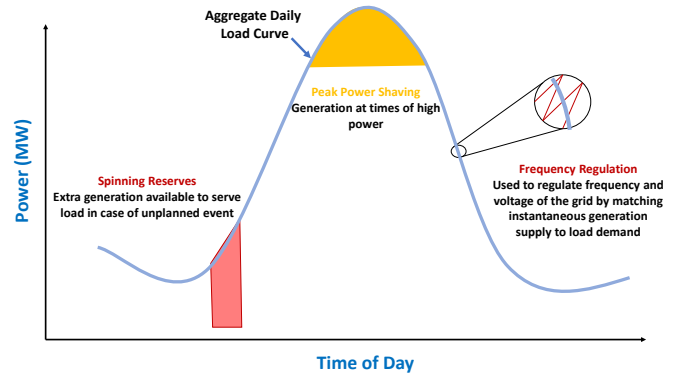 Aggregate Daily
Load Curve
Peak Power Shaving
Generation at times of high
power
Power (MW)
Spinning Reserves
Extra generation available to serve
load in case of unplanned event
Frequency Regulation
Used to regulate frequency and
voltage of the grid by matching
instantaneous generation
supply to load demand
Time of Day